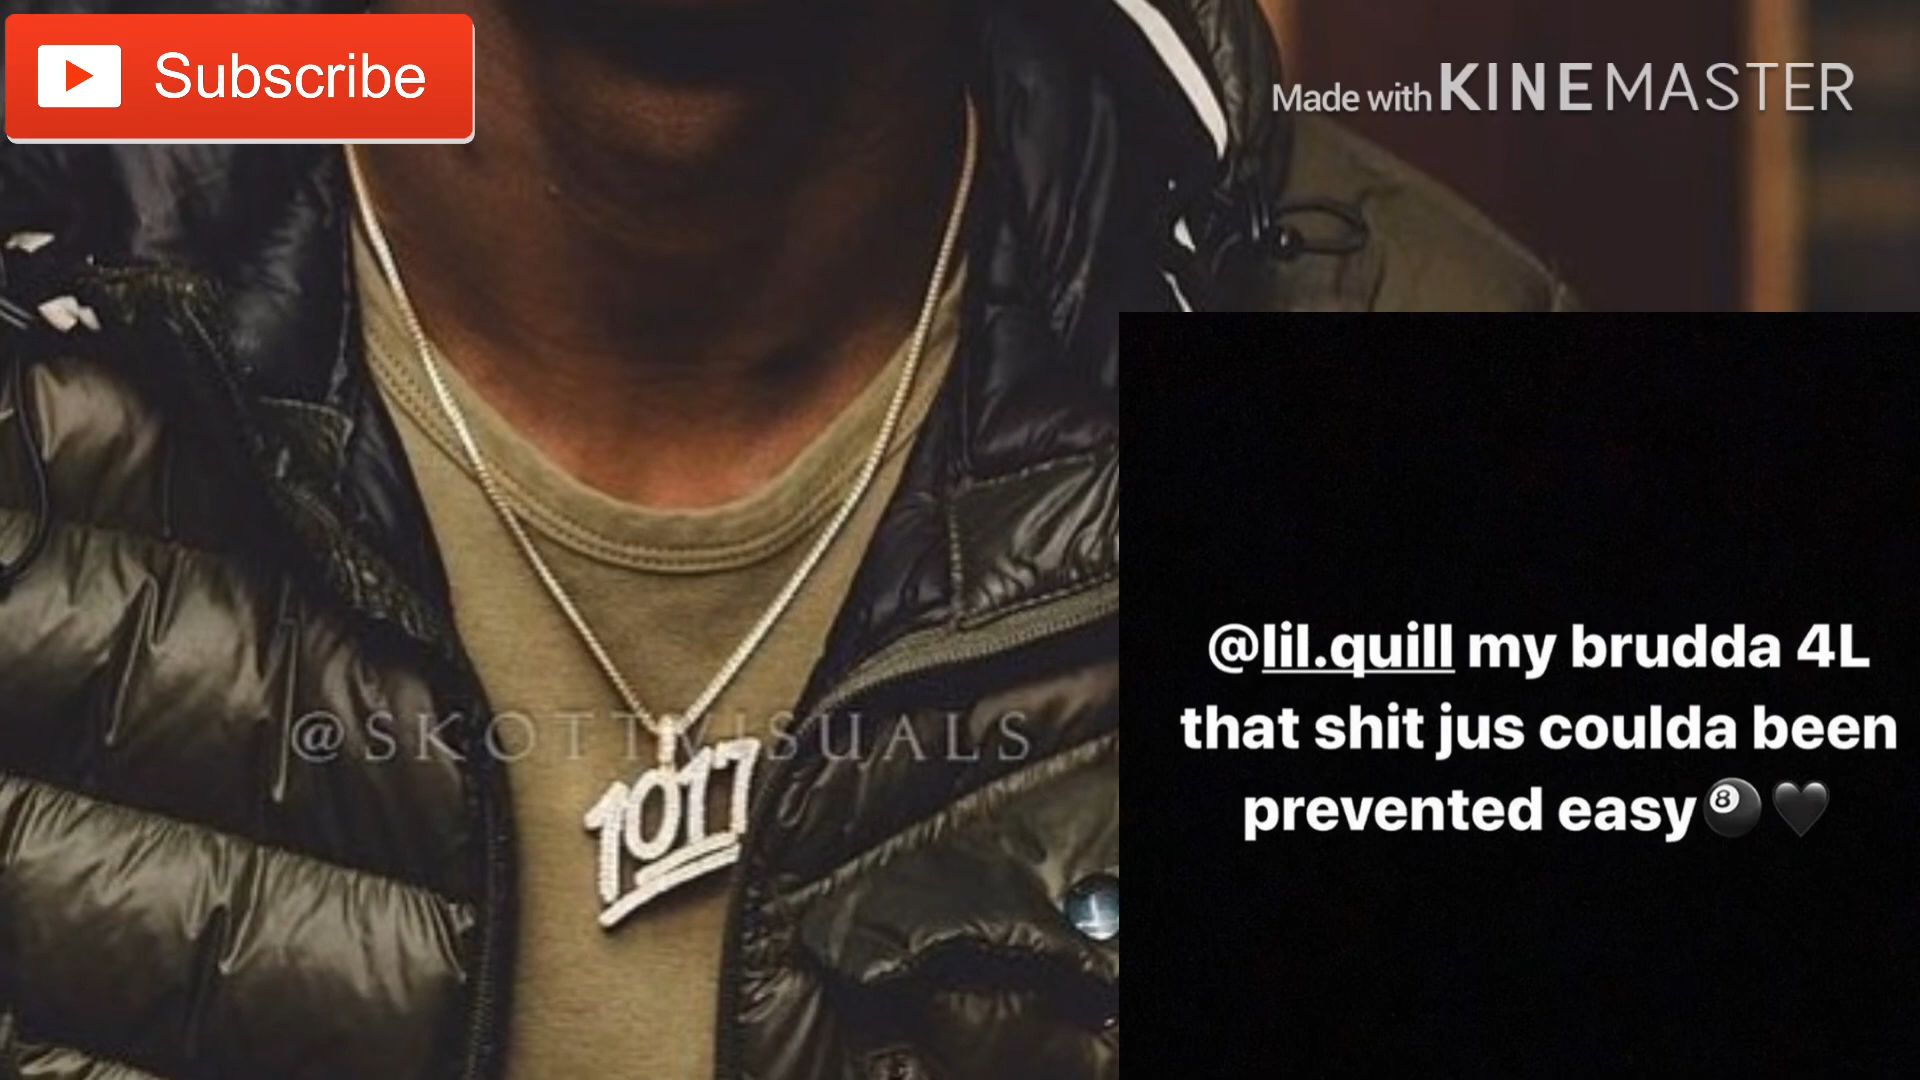 Subscribe
Made with KINEMASTER
@SKOTTVISUALS
1017
@lil.quill my brudda 4L
that shit jus coulda been
prevented easy🎱🖤